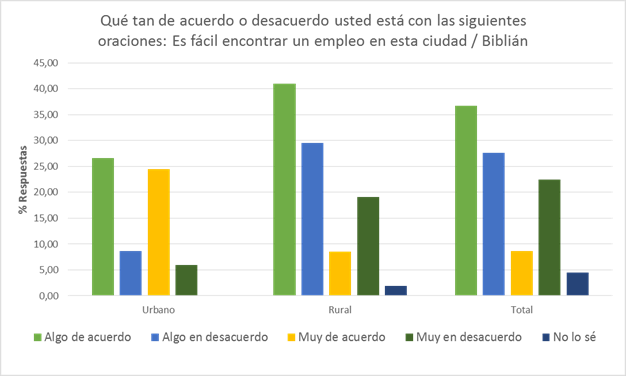 Qué tan de acuerdo o desacuerdo usted está con las siguientes
oraciones: Es fácil encontrar un empleo en esta ciudad / Biblián
45,00
40,00
35,00
30,00
25,00
20,00
15,00
10,00
5,00
0,00
% Respuestas
Urbano Rural Total
Algo de acuerdo Algo en desacuerdo Muy de acuerdo Muy en desacuerdo No lo sé